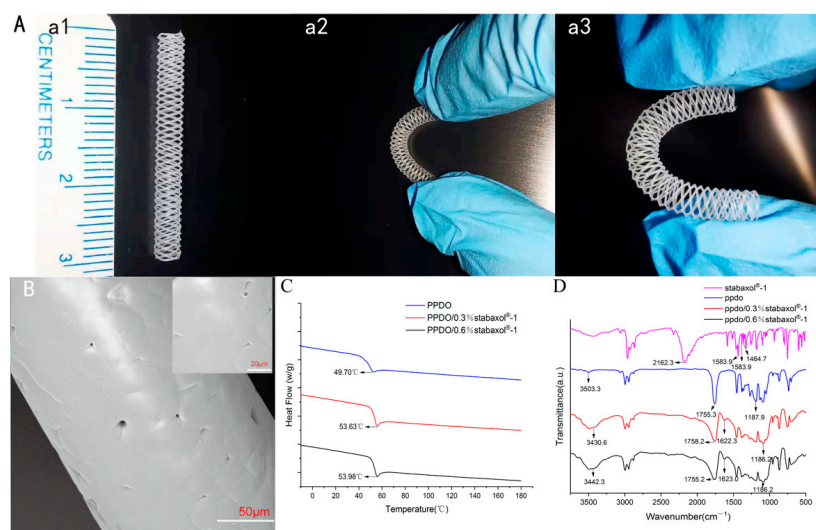 A
a1
a2
a3
CENTIMETERS
1
2
3
B
20μm
50μm
C
PPDO
PPDO/0.3%stabaxol®-1
PPDO/0.6%stabaxol®-1
49.70℃
53.63℃
53.98℃
Heat Flow (w/g)
0 20 40 60 80 100 120 140 160 180
Temperature(℃)
D
stabaxol®-1
ppdo
ppdo/0.3%stabaxol®-1
ppdo/0.6%stabaxol®-1
2162.3
1583.9
1583.9
1464.7
3503.3
1755.3
1187.9
3430.6
1758.2
1622.3
1186.2
3442.3
1755.2
1623.0
1186.2
Transmittance(a.u.)
3500 3000 2500 2000 1500 1000 500
Wavenumber(cm⁻¹)